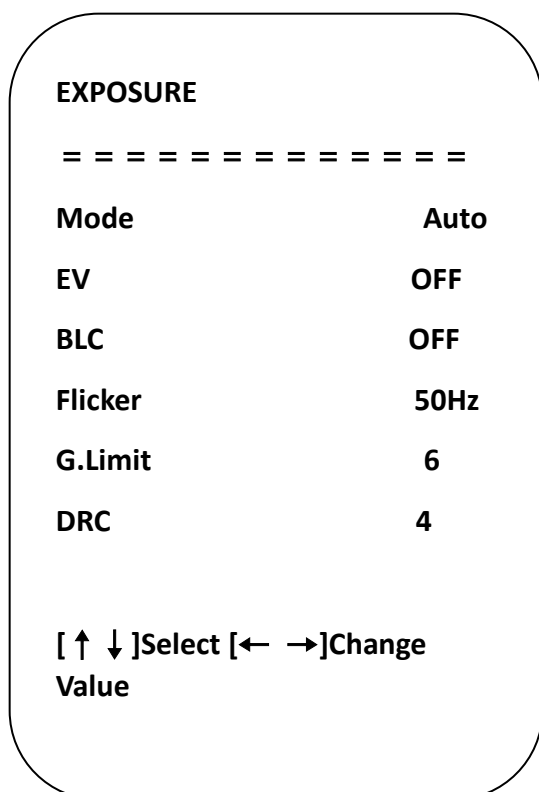 EXPOSURE
= = = = = = = = = = = = =
Mode Auto
EV OFF
BLC OFF
Flicker 50Hz
G.Limit 6
DRC 4
[ ↑ ↓ ]Select [← →]Change
Value